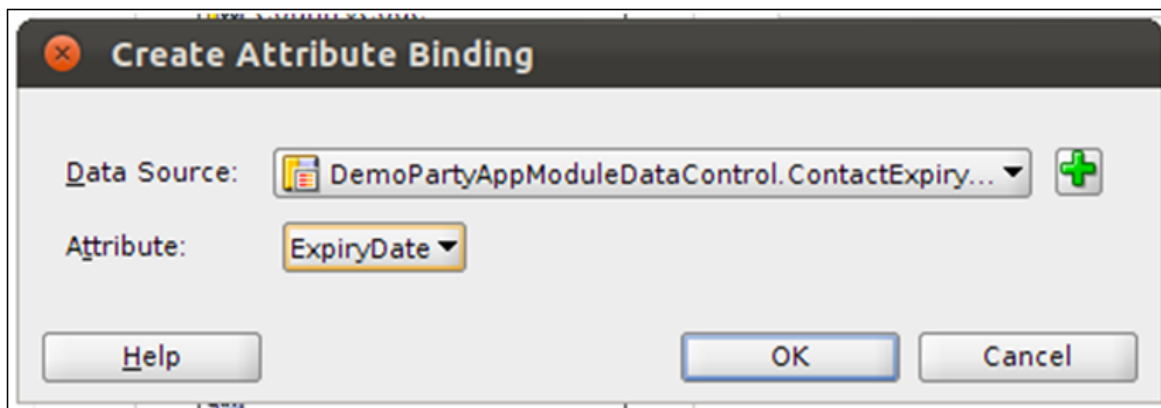 Create Attribute Binding
Data Source: DemoPartyAppModuleDataControl.ContactExpiry...
Attribute: ExpiryDate
Help OK Cancel